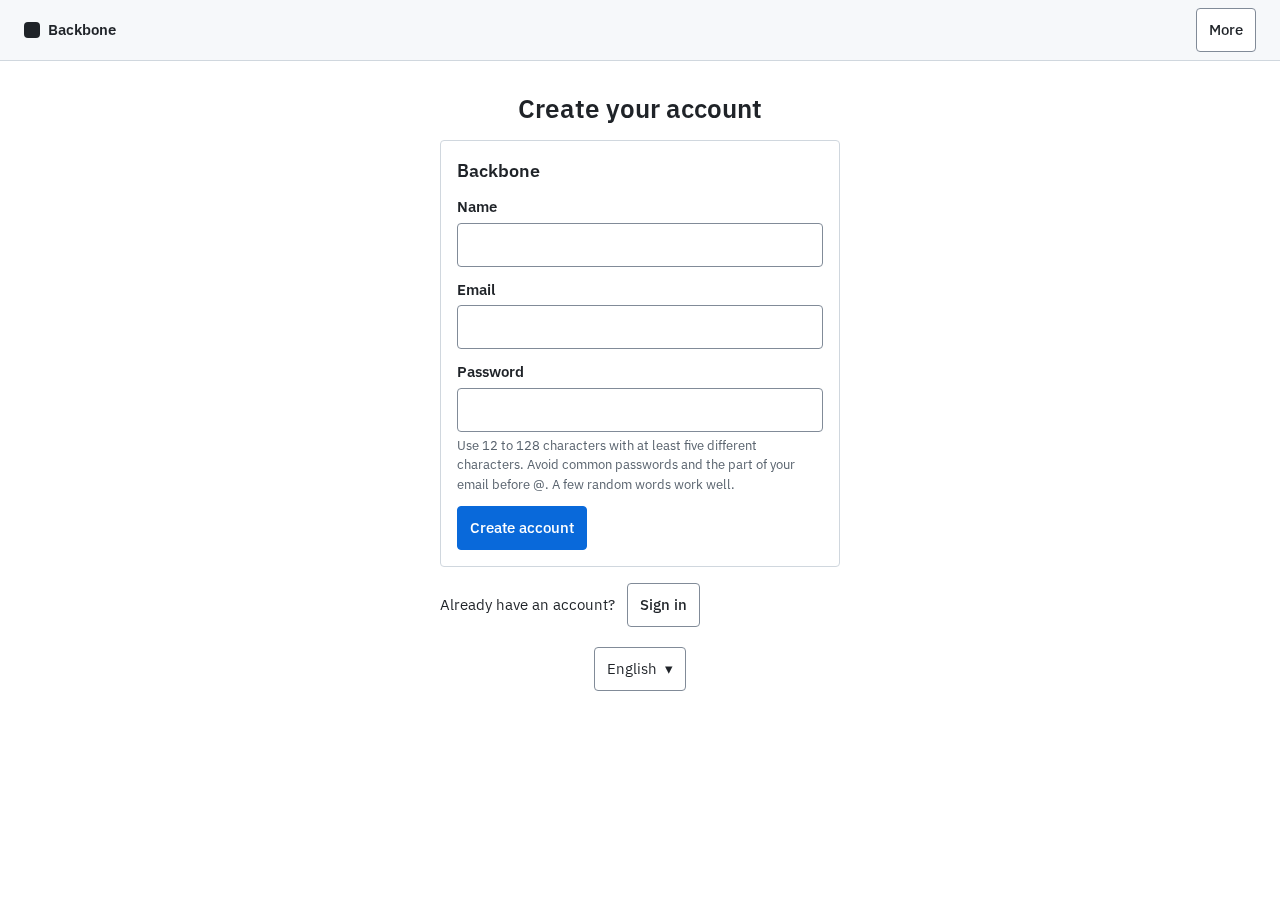 Backbone
More
Create your account
Backbone
Name
Email
Password
Use 12 to 128 characters with at least five different
characters. Avoid common passwords and the part of your
email before @. A few random words work well.
Create account
Already have an account?
Sign in
English ▾